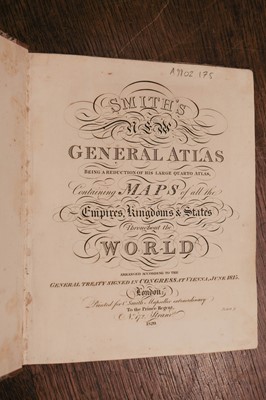 SMITH'S
NEW
GENERAL ATLAS
BEING A REDUCTION OF HIS LARGE QUARTO ATLAS,
Containing MAPS of all the
Empires, Kingdoms & States
Throughout the
WORLD
ARRANGED ACCORDING TO THE
GENERAL TREATY SIGNED IN CONGRESS, AT VIENNA, JUNE 1815.
London;
Printed for C. Smith Mapseller extraordinary
To the Prince Regent,
No. 172 Strand